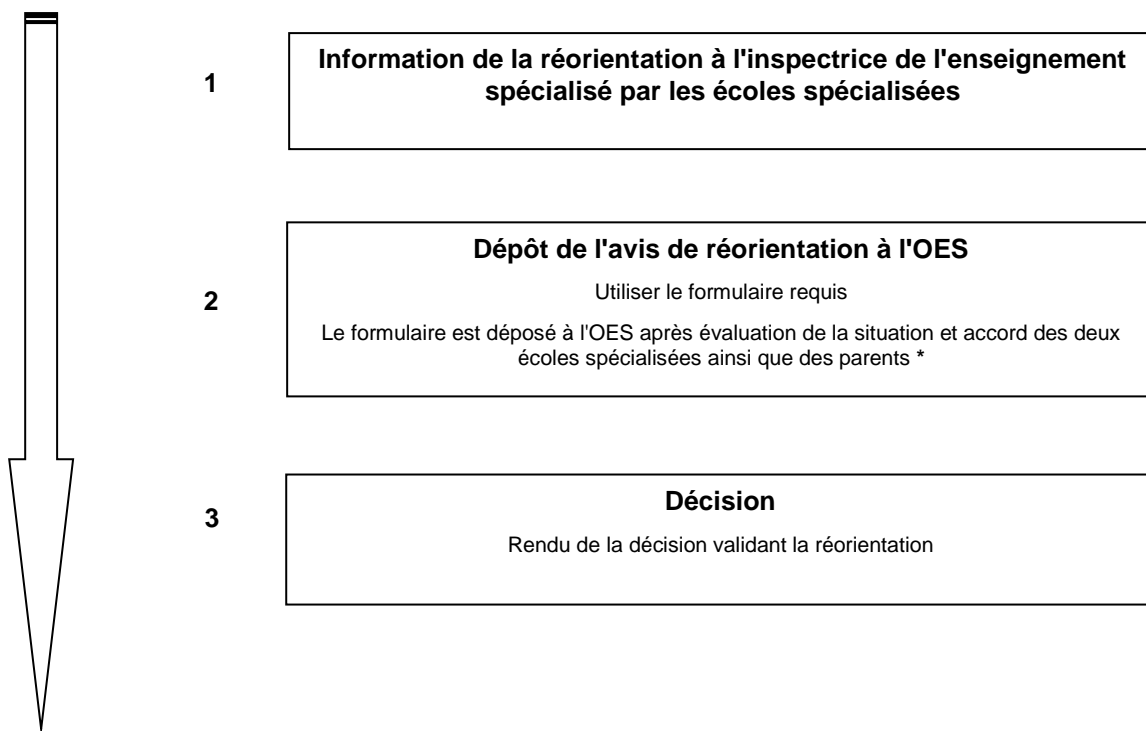 1
Information de la réorientation à l'inspectrice de l'enseignement
spécialisé par les écoles spécialisées
2
Dépôt de l'avis de réorientation à l'OES
Utiliser le formulaire requis
Le formulaire est déposé à l'OES après évaluation de la situation et accord des deux
écoles spécialisées ainsi que des parents *
3
Décision
Rendu de la décision validant la réorientation